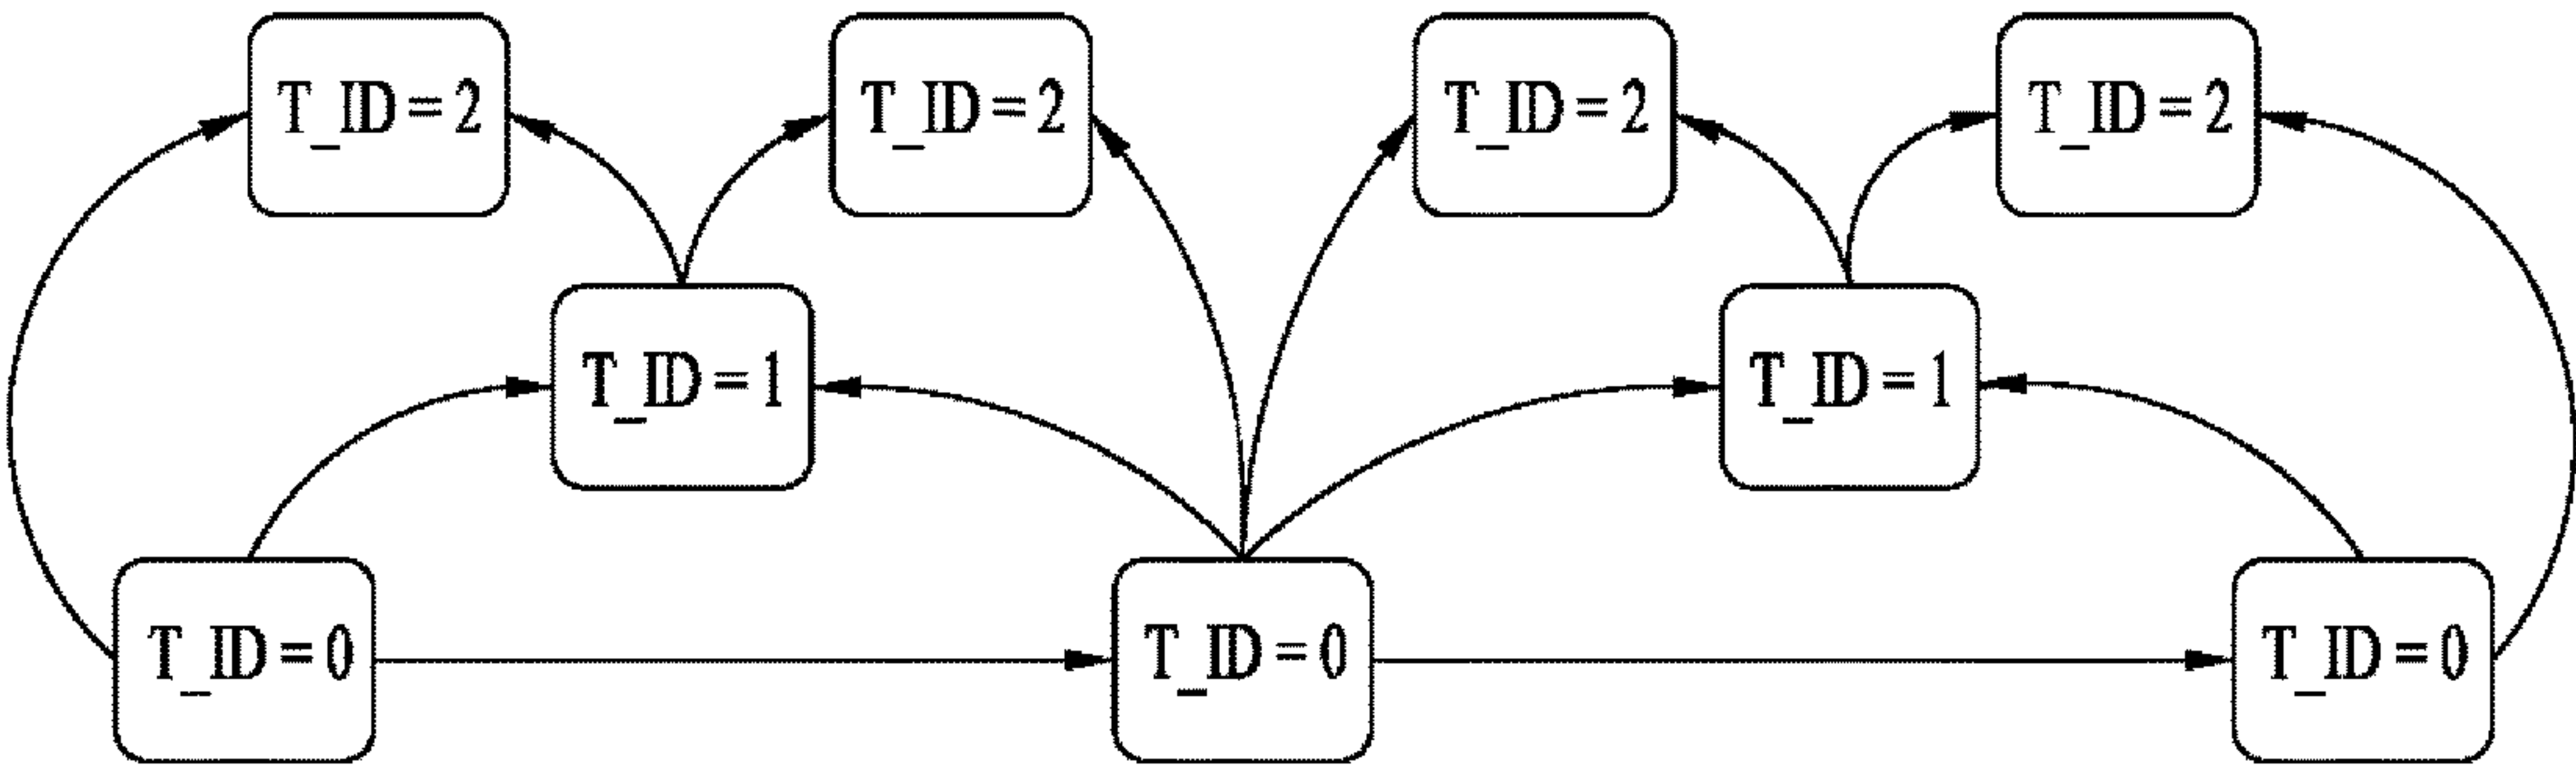 T_ID = 2
T_ID = 2
T_ID = 2
T_ID = 2
T_ID = 1
T_ID = 1
T_ID = 0
T_ID = 0
T_ID = 0